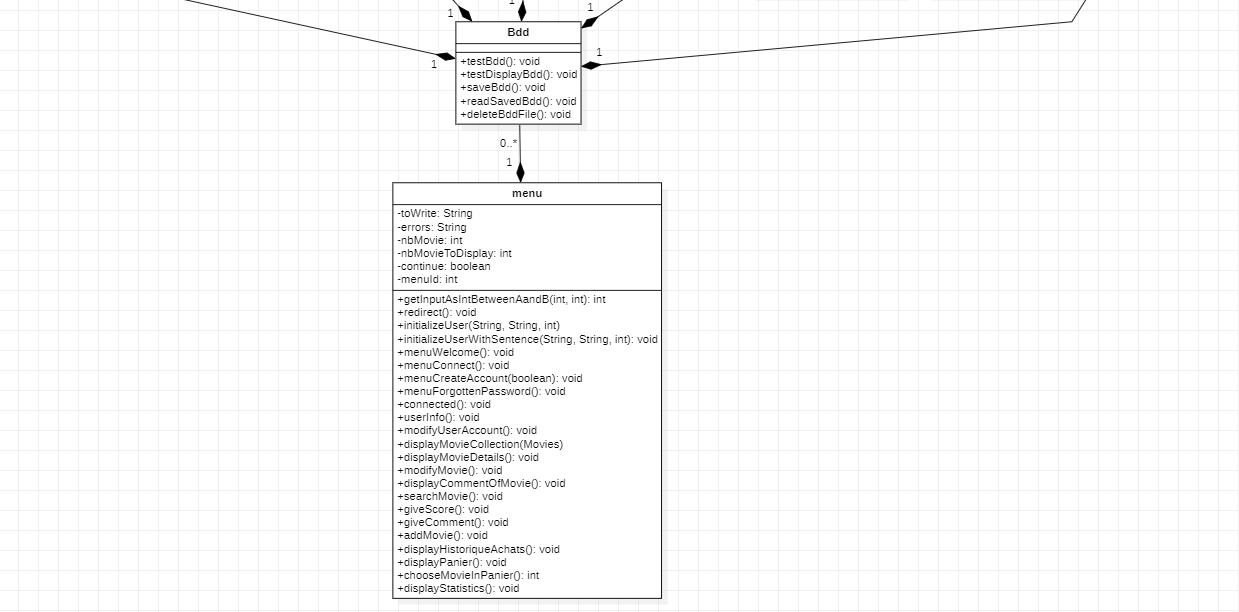 1
1
1
Bdd
1
1
+testBdd(): void
+testDisplayBdd(): void
+saveBdd(): void
+readSavedBdd(): void
+deleteBddFile(): void
0..*
1
menu
-toWrite: String
-errors: String
-nbMovie: int
-nbMovieToDisplay: int
-continue: boolean
-menuId: int
+getInputAsIntBetweenAandB(int, int): int
+redirect(): void
+initializeUser(String, String, int)
+initializeUserWithSentence(String, String, int): void
+menuWelcome(): void
+menuConnect(): void
+menuCreateAccount(boolean): void
+menuForgottenPassword(): void
+connected(): void
+userInfo(): void
+modifyUserAccount(): void
+displayMovieCollection(Movies)
+displayMovieDetails(): void
+modifyMovie(): void
+displayCommentOfMovie(): void
+searchMovie(): void
+giveScore(): void
+giveComment(): void
+addMovie(): void
+displayHistoriqueAchats(): void
+displayPanier(): void
+chooseMovieInPanier(): int
+displayStatistics(): void